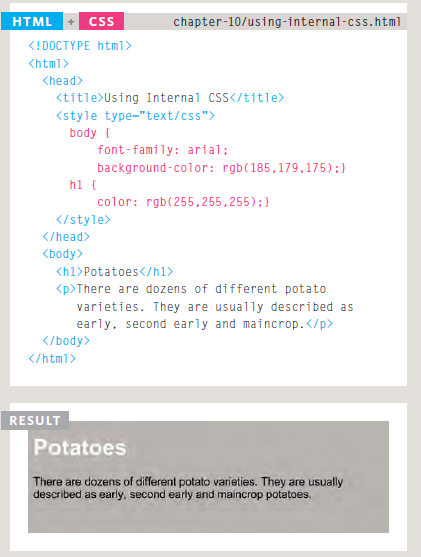 HTML + CSS chapter-10/using-internal-css.html
<!DOCTYPE html>
<html>
<head>
<title>Using Internal CSS</title>
<style type="text/css">
body {
font-family: arial;
background-color: rgb(185,179,175);}
h1 {
color: rgb(255,255,255);}
</style>
</head>
<body>
<h1>Potatoes</h1>
<p>There are dozens of different potato
varieties. They are usually described as
early, second early and maincrop.</p>
</body>
</html>
RESULT
Potatoes
There are dozens of different potato varieties. They are usually
described as early, second early and maincrop potatoes.